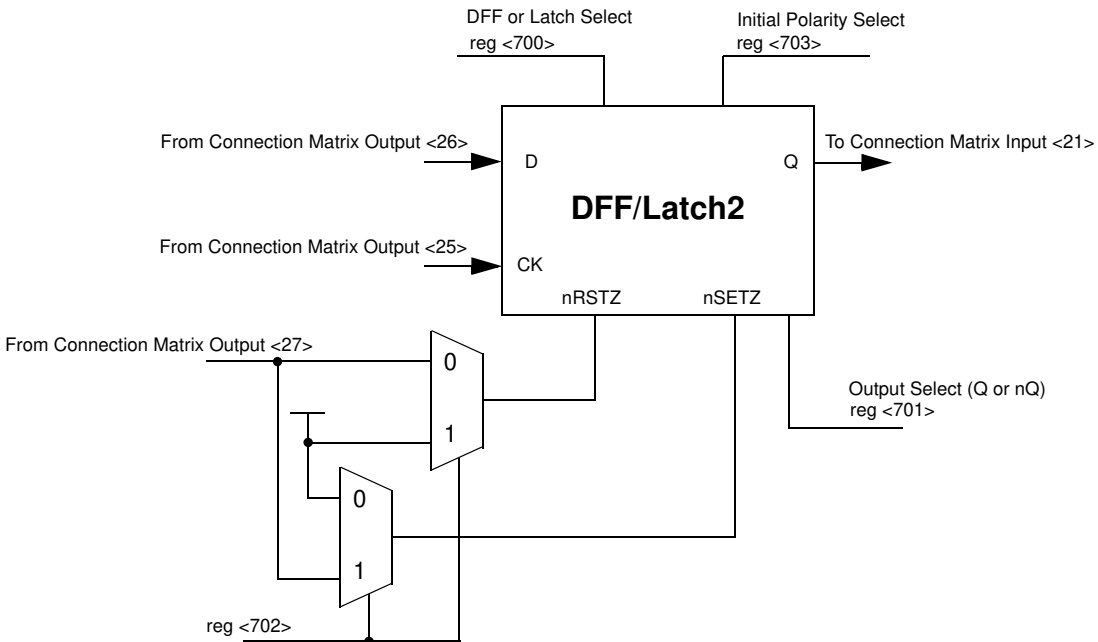 DFF or Latch Select
reg <700>
Initial Polarity Select
reg <703>
From Connection Matrix Output <26>
D
Q
To Connection Matrix Input <21>
DFF/Latch2
From Connection Matrix Output <25>
CK
nRSTZ
nSETZ
From Connection Matrix Output <27>
0
1
Output Select (Q or nQ)
reg <701>
0
1
reg <702>